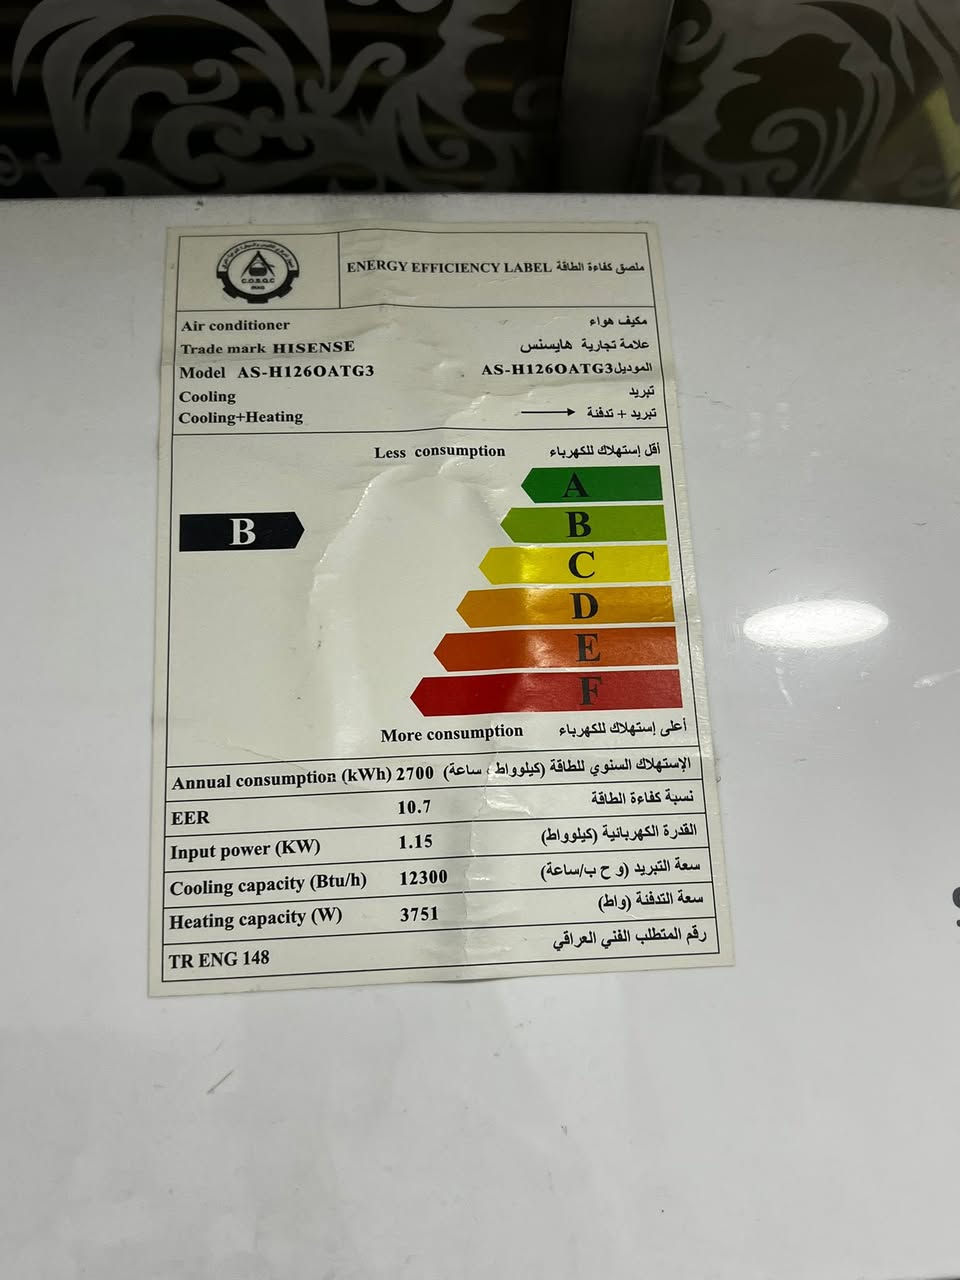 C.O.S.Q.C
IRAQ
ENERGY EFFICIENCY LABEL ملصق كفاءة الطاقة
Air conditioner مكيف هواء
Trade mark HISENSE علامة تجارية هايسنس
Model AS-H126OATG3 الموديل AS-H126OATG3
Cooling تبريد
Cooling+Heating تبريد + تدفئة
Less consumption أقل إستهلاك للكهرباء
A
B B
C
D
E
F
More consumption أعلى إستهلاك للكهرباء
Annual consumption (kWh) 2700 الإستهلاك السنوي للطاقة (كيلوواط ساعة)
EER 10.7 نسبة كفاءة الطاقة
Input power (KW) 1.15 القدرة الكهربائية (كيلوواط)
Cooling capacity (Btu/h) 12300 سعة التبريد (و ح ب/ساعة)
Heating capacity (W) 3751 سعة التدفئة (واط)
TR ENG 148 رقم المتطلب الفني العراقي